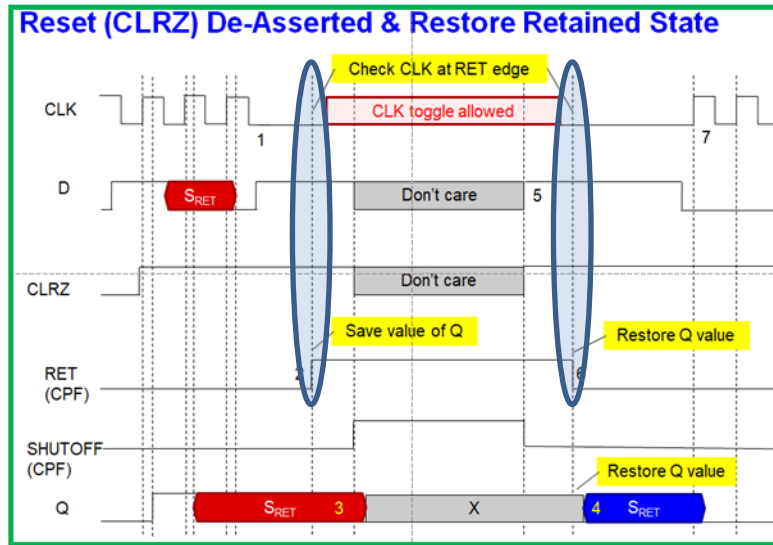 Reset (CLRZ) De-Asserted & Restore Retained State
Check CLK at RET edge
CLK
CLK toggle allowed
1
7
D
SRET
Don't care
5
CLRZ
Don't care
Save value of Q
Restore Q value
RET
(CPF)
2
6
SHUTOFF
(CPF)
Restore Q value
Q
SRET
3
X
4
SRET